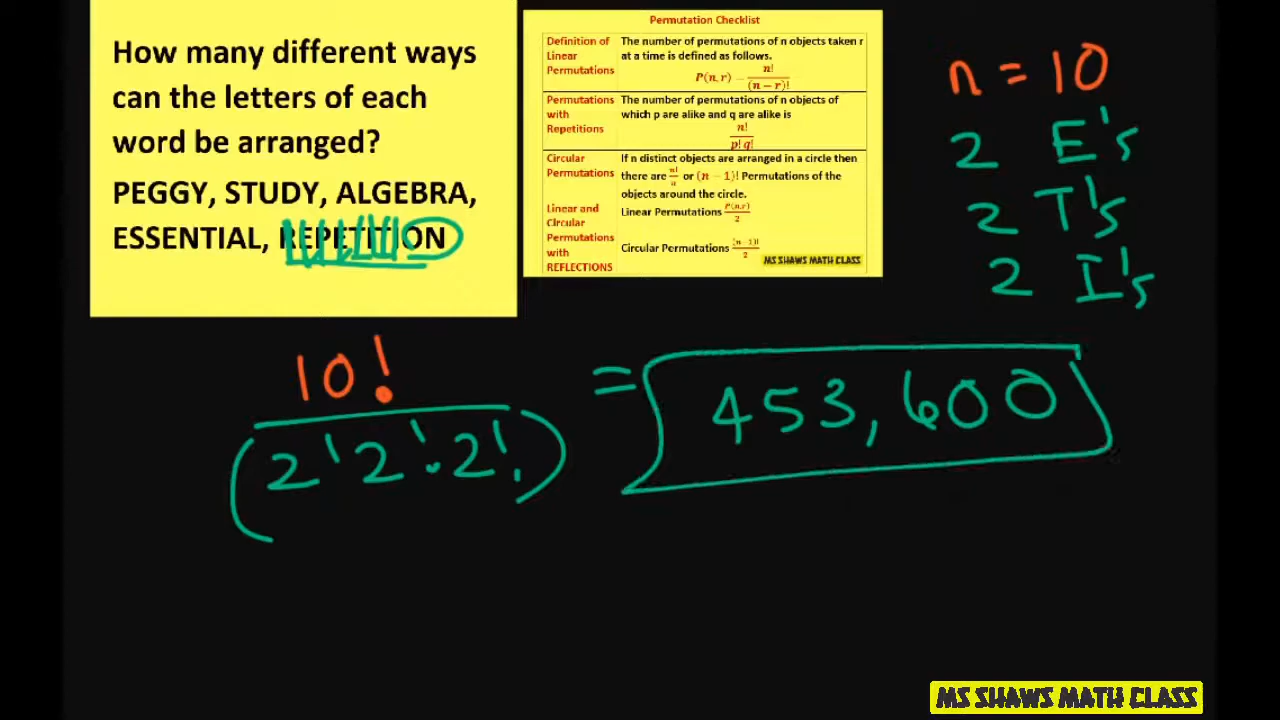 How many different ways
can the letters of each
word be arranged?
PEGGY, STUDY, ALGEBRA,
ESSENTIAL, REPETITION
Permutation Checklist
Definition of Linear Permutations
The number of permutations of n objects taken r
at a time is defined as follows.
P(n, r) = n!/(n − r)!
Permutations with Repetitions
The number of permutations of n objects of
which p are alike and q are alike is
n!/p! q!
Circular Permutations
If n distinct objects are arranged in a circle then
there are n!/n or (n − 1)! Permutations of the
objects around the circle.
Linear and Circular Permutations with REFLECTIONS
Linear Permutations P(n,r)/2
Circular Permutations (n−1)!/2
MS SHAWS MATH CLASS
n = 10
2 E's
2 T's
2 I's
10!
(2! 2! · 2!)
= 453,600
MS SHAWS MATH CLASS